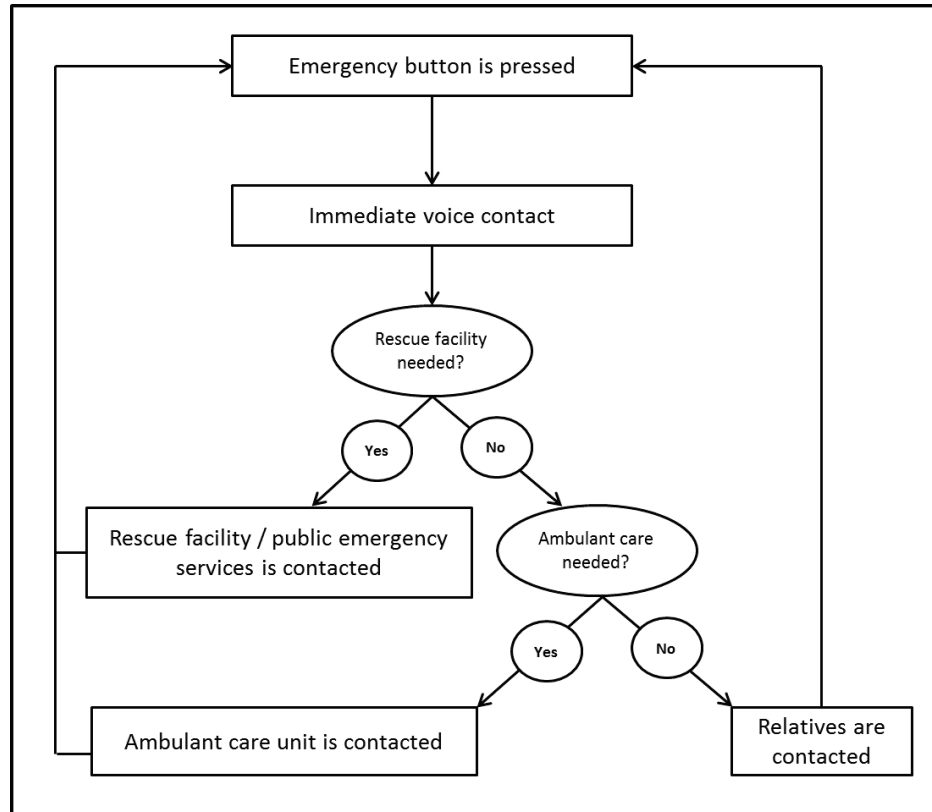 Emergency button is pressed
Immediate voice contact
Rescue facility
needed?
Yes
No
Rescue facility / public emergency
services is contacted
Ambulant care
needed?
Yes
No
Ambulant care unit is contacted
Relatives are
contacted